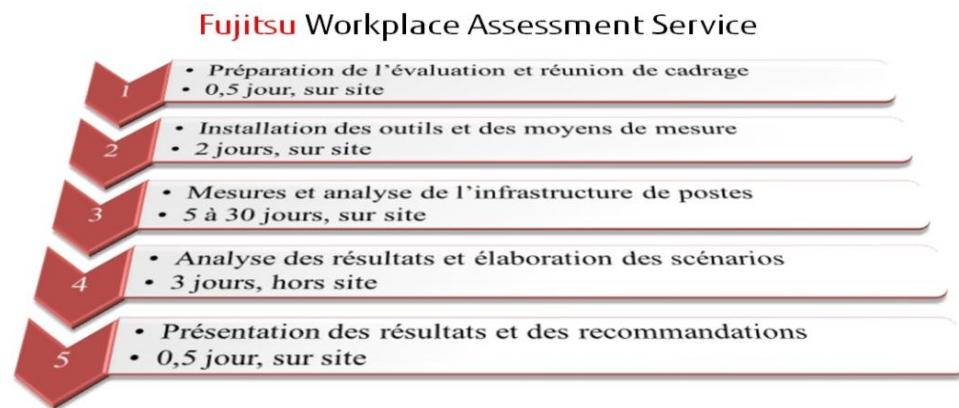 Fujitsu Workplace Assessment Service
1
• Préparation de l'évaluation et réunion de cadrage
• 0,5 jour, sur site
2
• Installation des outils et des moyens de mesure
• 2 jours, sur site
3
• Mesures et analyse de l'infrastructure de postes
• 5 à 30 jours, sur site
4
• Analyse des résultats et élaboration des scénarios
• 3 jours, hors site
5
• Présentation des résultats et des recommandations
• 0,5 jour, sur site